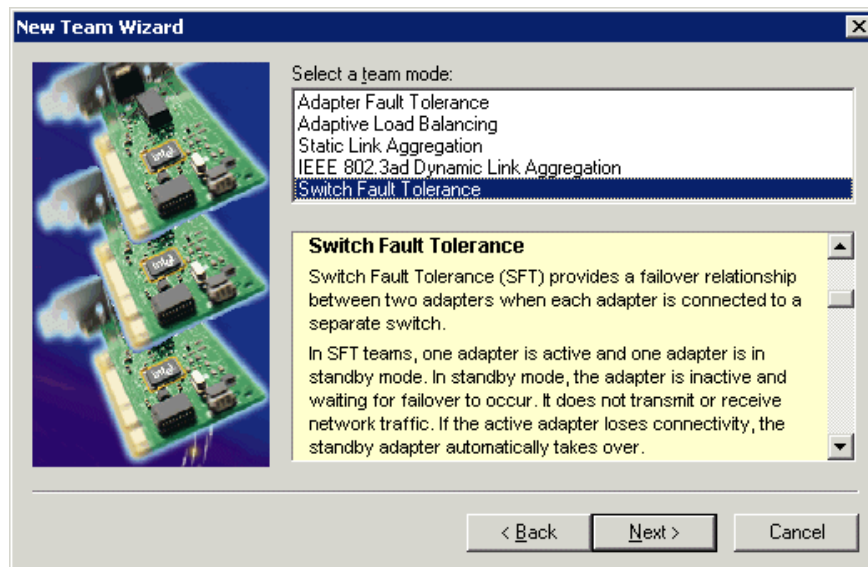 New Team Wizard
Select a team mode:
Adapter Fault Tolerance
Adaptive Load Balancing
Static Link Aggregation
IEEE 802.3ad Dynamic Link Aggregation
Switch Fault Tolerance
Switch Fault Tolerance
Switch Fault Tolerance (SFT) provides a failover relationship
between two adapters when each adapter is connected to a
separate switch.
In SFT teams, one adapter is active and one adapter is in
standby mode. In standby mode, the adapter is inactive and
waiting for failover to occur. It does not transmit or receive
network traffic. If the active adapter loses connectivity, the
standby adapter automatically takes over.
intel
intel
intel
< Back
Next >
Cancel